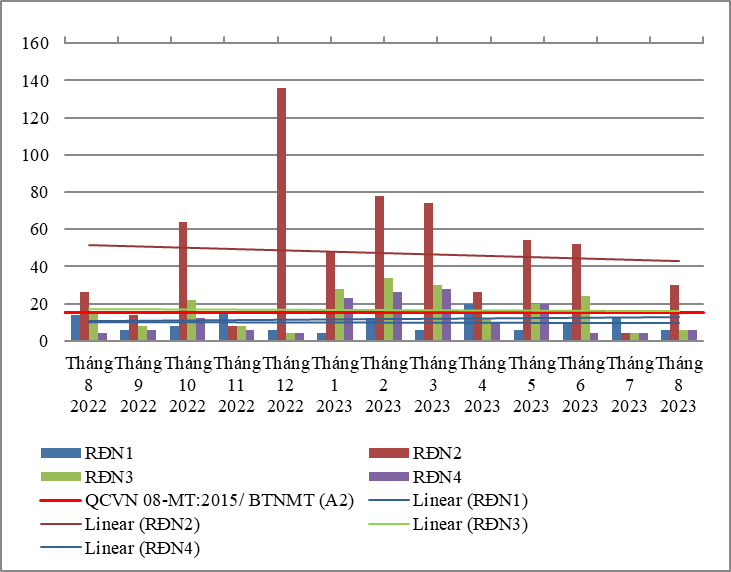 160
140
120
100
80
60
40
20
0
Tháng 8 2022
Tháng 9 2022
Tháng 10 2022
Tháng 11 2022
Tháng 12 2022
Tháng 1 2023
Tháng 2 2023
Tháng 3 2023
Tháng 4 2023
Tháng 5 2023
Tháng 6 2023
Tháng 7 2023
Tháng 8 2023
RĐN1
RĐN2
RĐN3
RĐN4
QCVN 08-MT:2015/ BTNMT (A2)
Linear (RĐN1)
Linear (RĐN2)
Linear (RĐN3)
Linear (RĐN4)